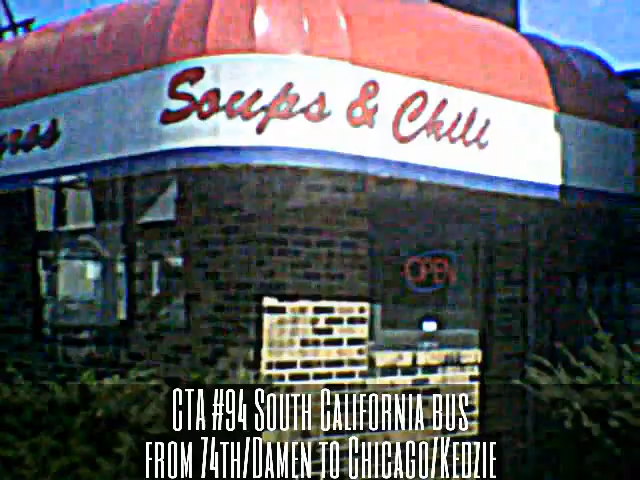 Soups & Chili
OPEN
CTA #94 South California bus
from 74th/Damen to Chicago/Kedzie